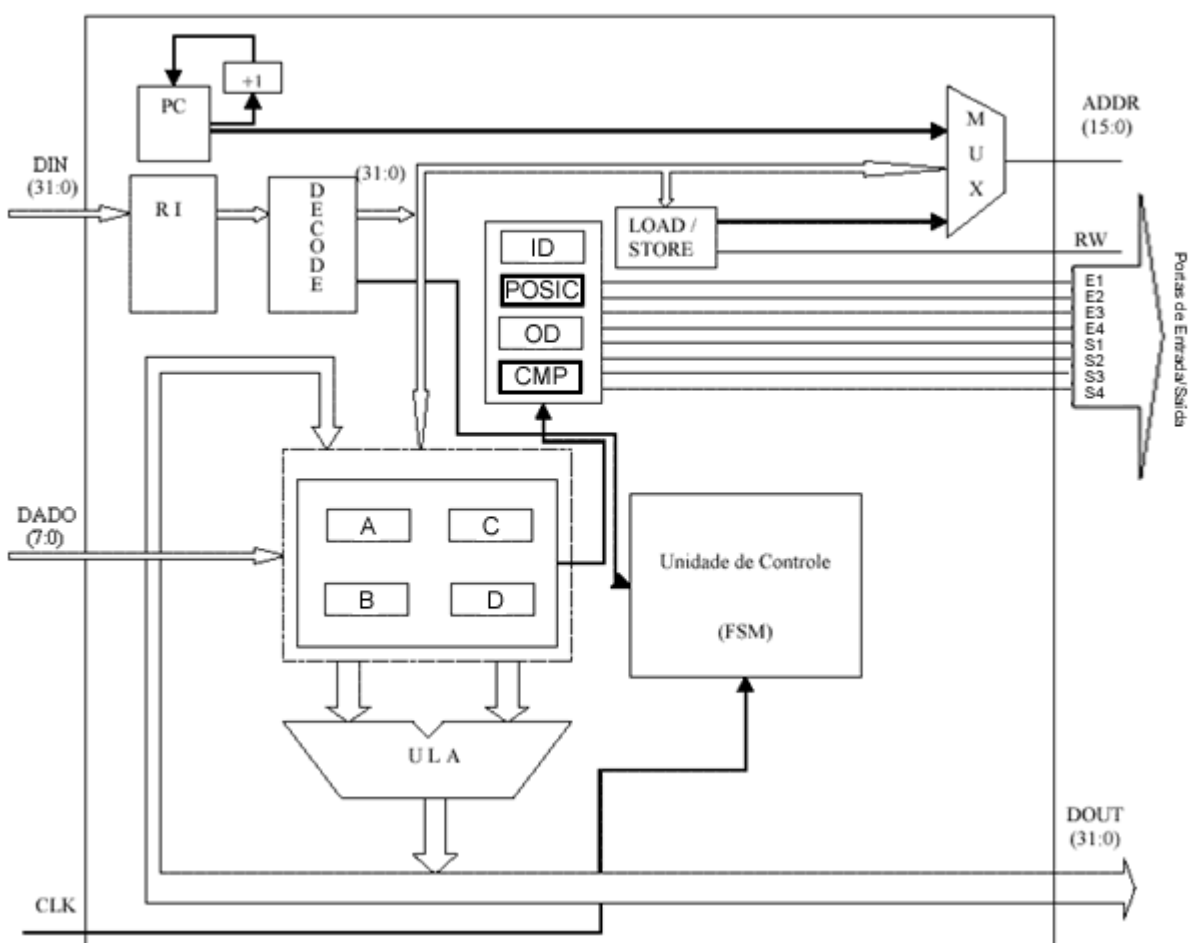 +1
PC
M
U
X
ADDR
(15:0)
DIN
(31:0)
R I
D
E
C
O
D
E
(31:0)
LOAD /
STORE
RW
ID
POSIC
OD
CMP
E1
E2
E3
E4
S1
S2
S3
S4
Portas de Entrada/Saída
DADO
(7:0)
A
C
B
D
Unidade de Controle
(FSM)
U L A
DOUT
(31:0)
CLK